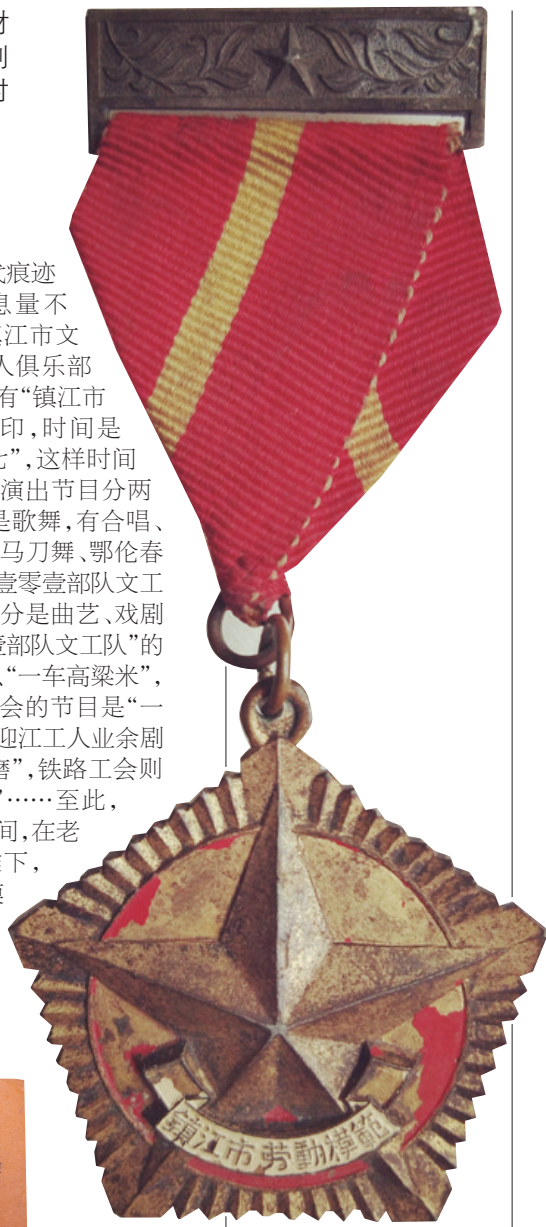 式痕迹
息量不
江市文
人俱乐部
有“镇江市
印,时间是
七”,这样时间
演出节目分两
是歌舞,有合唱、
马刀舞、鄂伦春
壹零壹部队文工
分是曲艺、戏剧
壹部队文工队”的
、“一车高粱米”,
会的节目是“一
迎江工人业余剧
磨”,铁路工会则
”……至此,
间,在老
下,
鎮江市劳動模範